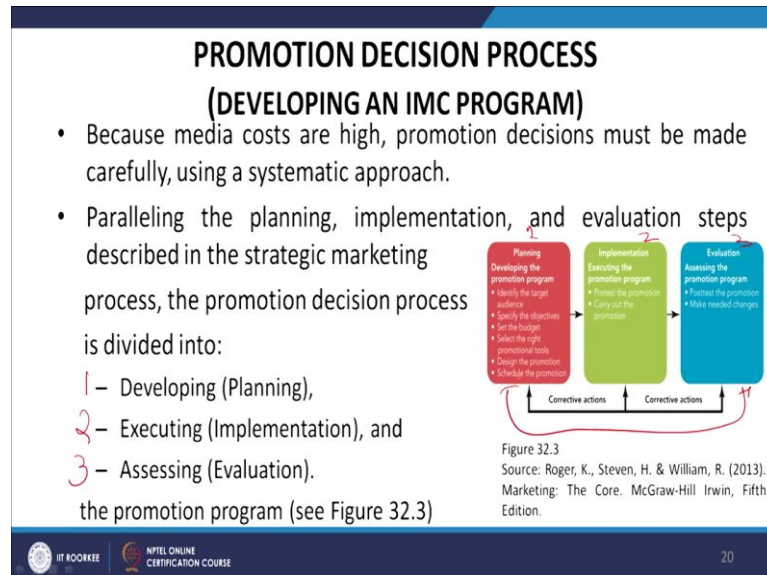 PROMOTION DECISION PROCESS
(DEVELOPING AN IMC PROGRAM)
• Because media costs are high, promotion decisions must be made
carefully, using a systematic approach.
• Paralleling the planning, implementation, and evaluation steps
described in the strategic marketing
process, the promotion decision process
is divided into:
1 – Developing (Planning),
2 – Executing (Implementation), and
3 – Assessing (Evaluation).
the promotion program (see Figure 32.3)
1
Planning
Developing the
promotion program
• Identify the target
audience
• Specify the objectives
• Set the budget
• Select the right
promotional tools
• Design the promotion
• Schedule the promotion
2
Implementation
Executing the
promotion program
• Pretest the promotion
• Carry out the
promotion
3
Evaluation
Assessing the
promotion program
• Posttest the promotion
• Make needed changes
Corrective actions
Corrective actions
Figure 32.3
Source: Roger, K., Steven, H. & William, R. (2013).
Marketing: The Core. McGraw-Hill Irwin, Fifth
Edition.
IIT ROORKEE
NPTEL ONLINE
CERTIFICATION COURSE
20